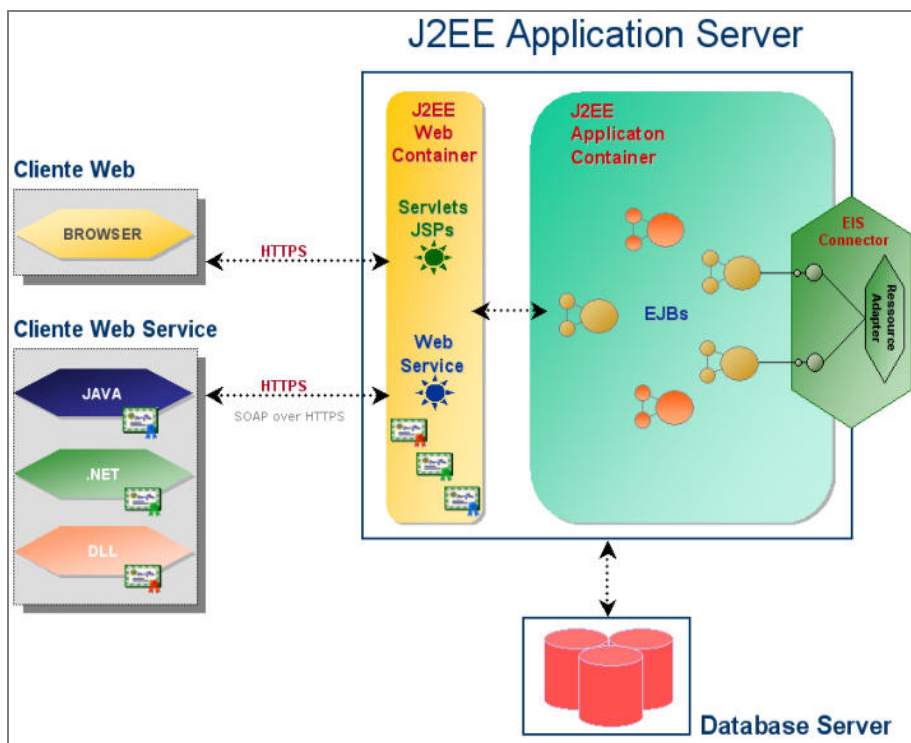 J2EE Application Server
J2EE
Web
Container
J2EE
Applicaton
Container
Cliente Web
BROWSER
HTTPS
Servlets
JSPs
EIS
Connector
Ressource
Adapter
EJBs
Cliente Web Service
JAVA
.NET
DLL
HTTPS
SOAP over HTTPS
Web
Service
Database Server